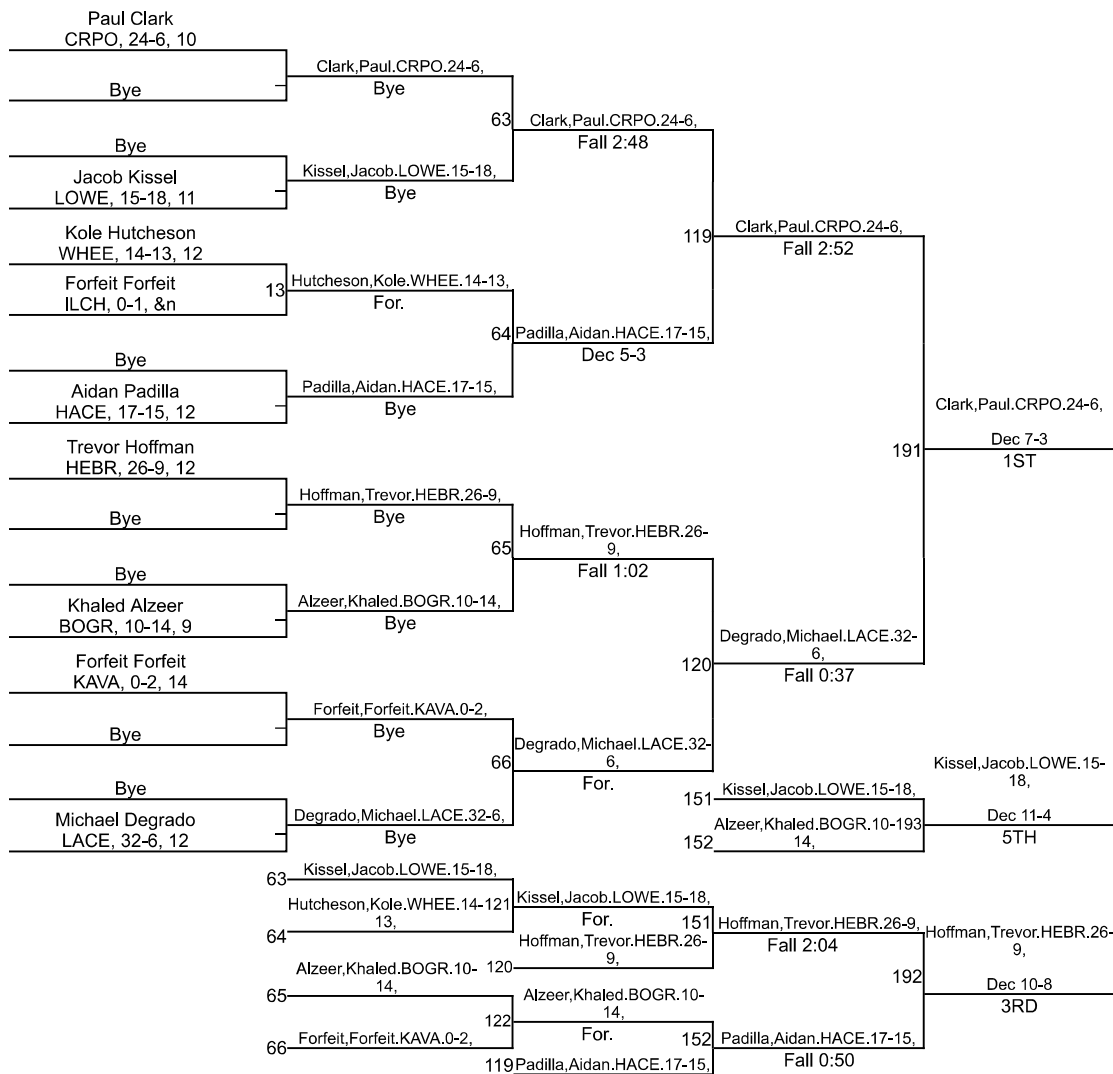 Paul Clark
CRPO, 24-6, 10
Bye
Bye
Jacob Kissel
LOWE, 15-18, 11
Kole Hutcheson
WHEE, 14-13, 12
Forfeit Forfeit
ILCH, 0-1, &n
Bye
Aidan Padilla
HACE, 17-15, 12
Trevor Hoffman
HEBR, 26-9, 12
Bye
Bye
Khaled Alzeer
BOGR, 10-14, 9
Forfeit Forfeit
KAVA, 0-2, 14
Bye
Bye
Michael Degrado
LACE, 32-6, 12
Clark,Paul.CRPO.24-6,
Bye
63
Kissel,Jacob.LOWE.15-18,
Bye
13
Hutcheson,Kole.WHEE.14-13,
For.
64
Padilla,Aidan.HACE.17-15,
Bye
Hoffman,Trevor.HEBR.26-9,
Bye
65
Alzeer,Khaled.BOGR.10-14,
Bye
Forfeit,Forfeit.KAVA.0-2,
Bye
66
Degrado,Michael.LACE.32-6,
Bye
Clark,Paul.CRPO.24-6,
Fall 2:48
119
Padilla,Aidan.HACE.17-15,
Dec 5-3
Hoffman,Trevor.HEBR.26-
9,
Fall 1:02
120
Degrado,Michael.LACE.32-
6,
For.
Clark,Paul.CRPO.24-6,
Fall 2:52
191
Degrado,Michael.LACE.32-
6,
Fall 0:37
Clark,Paul.CRPO.24-6,
Dec 7-3
1ST
151
Kissel,Jacob.LOWE.15-18,
152
Alzeer,Khaled.BOGR.10-193
14,
Kissel,Jacob.LOWE.15-
18,
Dec 11-4
5TH
63
Kissel,Jacob.LOWE.15-18,
64
Hutcheson,Kole.WHEE.14-121
13,
65
Alzeer,Khaled.BOGR.10-
14,
66
Forfeit,Forfeit.KAVA.0-2,
122
Kissel,Jacob.LOWE.15-18,
For.
151
120
Hoffman,Trevor.HEBR.26-
9,
Alzeer,Khaled.BOGR.10-
14,
For.
152
119
Padilla,Aidan.HACE.17-15,
Hoffman,Trevor.HEBR.26-9,
Fall 2:04
192
Padilla,Aidan.HACE.17-15,
Fall 0:50
Hoffman,Trevor.HEBR.26-
9,
Dec 10-8
3RD